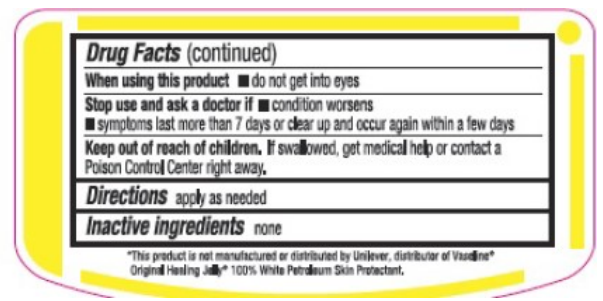 Drug Facts (continued)
When using this product ■ do not get into eyes
Stop use and ask a doctor if ■ condition worsens
■ symptoms last more than 7 days or clear up and occur again within a few days
Keep out of reach of children. If swallowed, get medical help or contact a
Poison Control Center right away.
Directions apply as needed
Inactive ingredients none
*This product is not manufactured or distributed by Unilever, distributor of Vaseline®
Original Healing Jelly® 100% White Petroleum Skin Protectant.